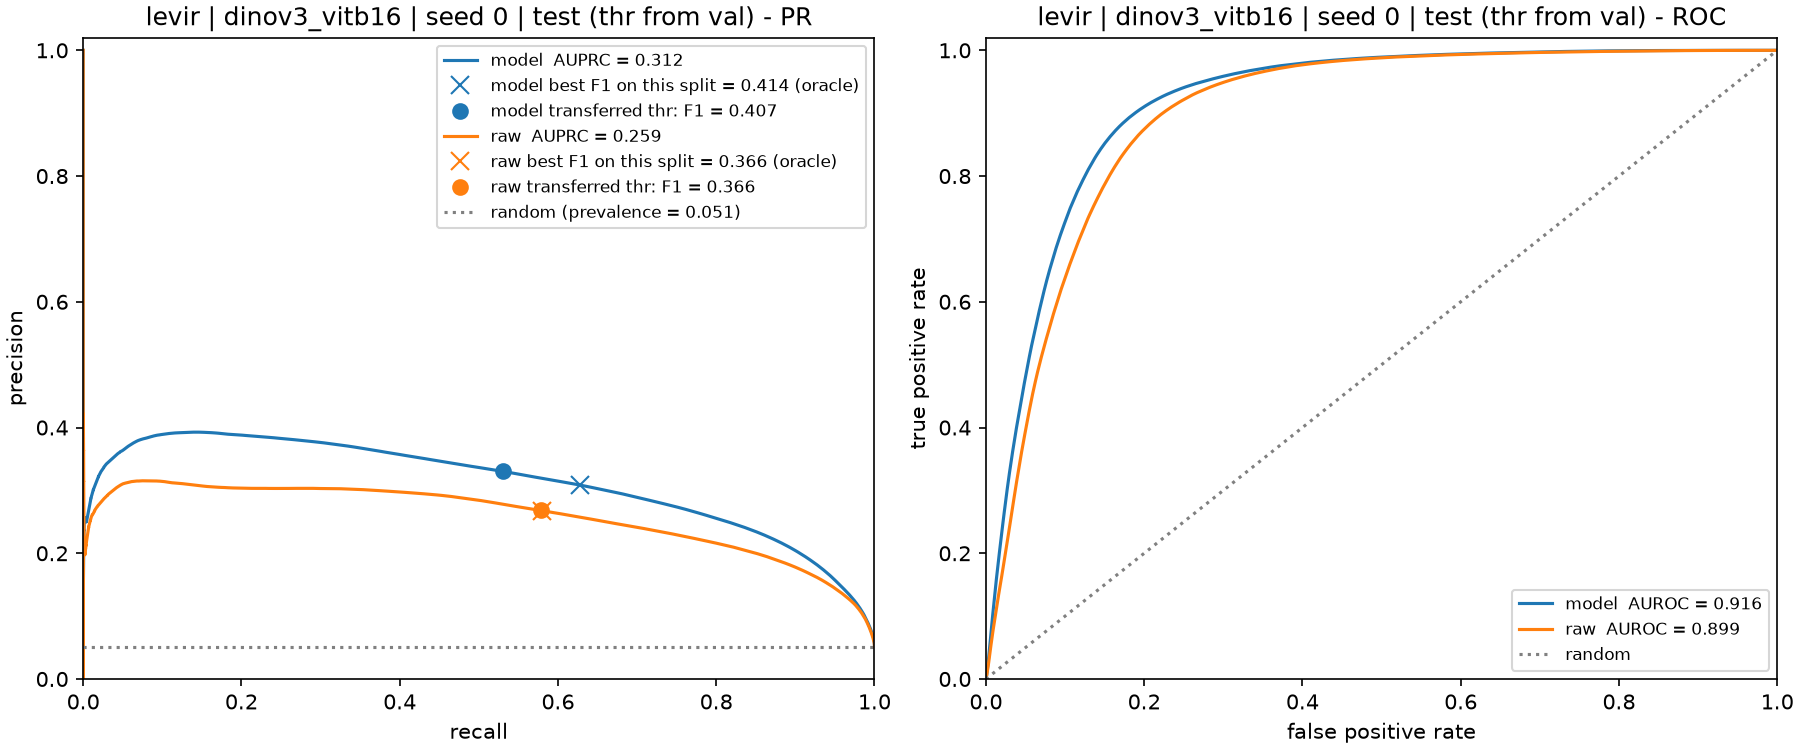 levir | dinov3_vitb16 | seed 0 | test (thr from val) - PR
1.0
0.8
0.6
0.4
0.2
0.0
precision
0.0 0.2 0.4 0.6 0.8 1.0
recall
model  AUPRC = 0.312
model best F1 on this split = 0.414 (oracle)
model transferred thr: F1 = 0.407
raw  AUPRC = 0.259
raw best F1 on this split = 0.366 (oracle)
raw transferred thr: F1 = 0.366
random (prevalence = 0.051)
levir | dinov3_vitb16 | seed 0 | test (thr from val) - ROC
1.0
0.8
0.6
0.4
0.2
0.0
true positive rate
0.0 0.2 0.4 0.6 0.8 1.0
false positive rate
model  AUROC = 0.916
raw  AUROC = 0.899
random